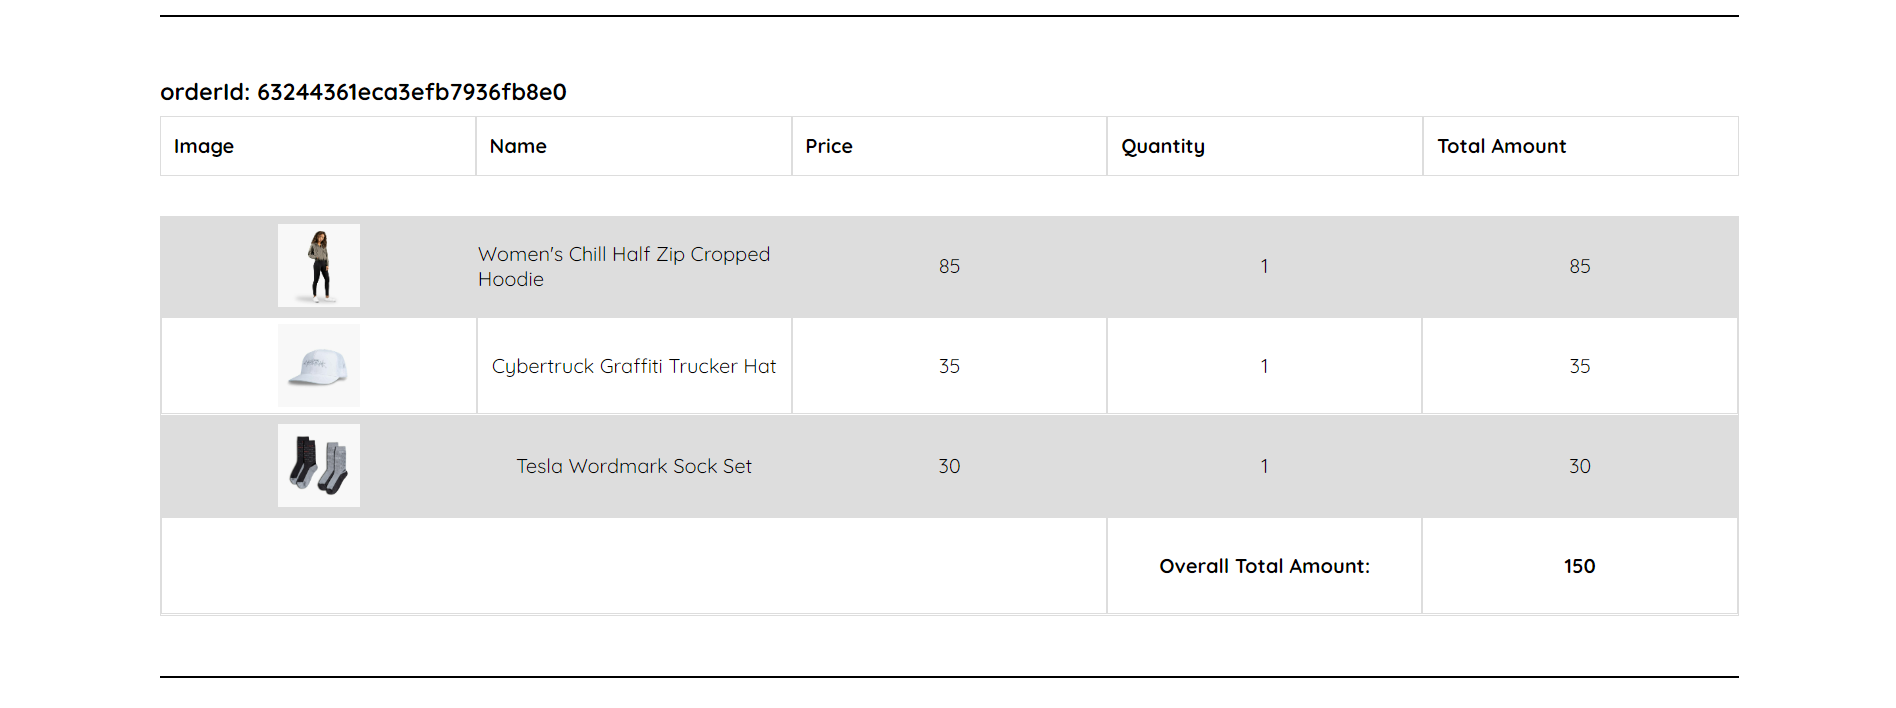 orderId: 63244361eca3efb7936fb8e0
Image Name Price Quantity Total Amount
Women's Chill Half Zip Cropped
Hoodie
85 1 85
Cybertruck Graffiti Trucker Hat 35 1 35
Tesla Wordmark Sock Set 30 1 30
Overall Total Amount: 150